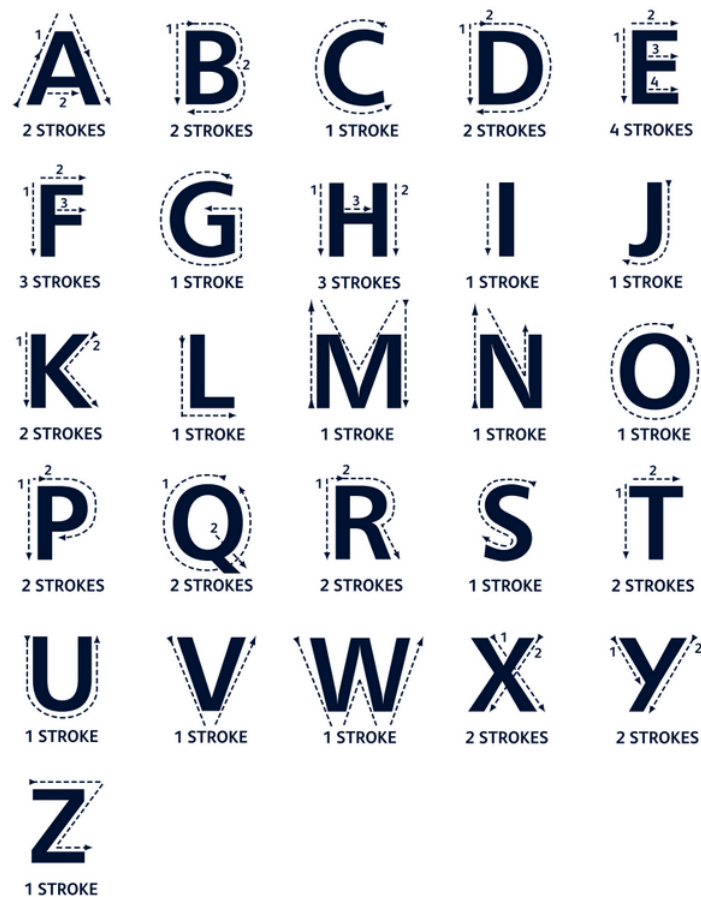 A B C D E
2 STROKES 2 STROKES 1 STROKE 2 STROKES 4 STROKES
F G H I J
3 STROKES 1 STROKE 3 STROKES 1 STROKE 1 STROKE
K L M N O
2 STROKES 1 STROKE 1 STROKE 1 STROKE 1 STROKE
P Q R S T
2 STROKES 2 STROKES 2 STROKES 1 STROKE 2 STROKES
U V W X Y
1 STROKE 1 STROKE 1 STROKE 2 STROKES 2 STROKES
Z
1 STROKE